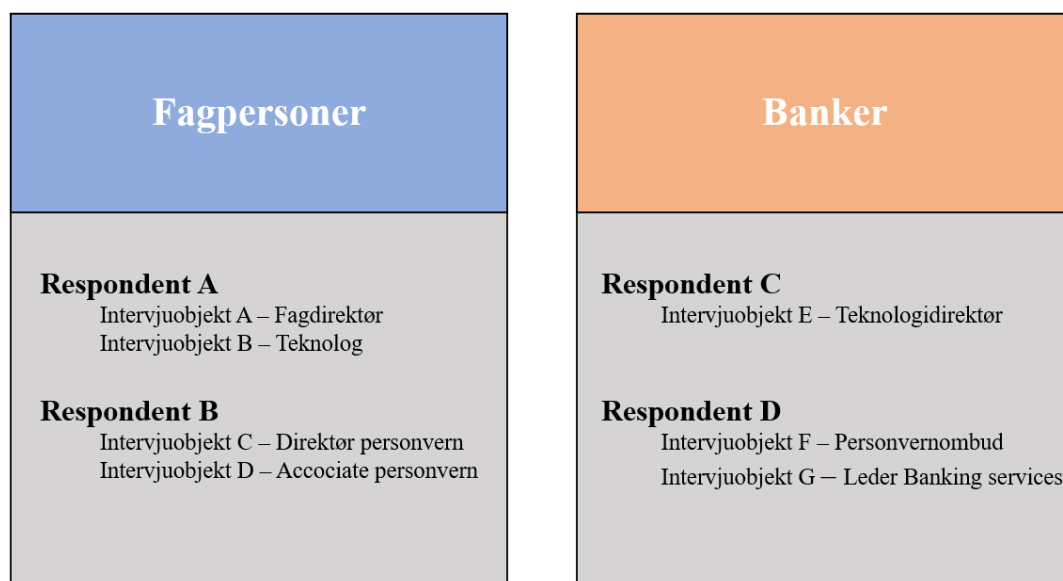 Fagpersoner
Respondent A
Intervjuobjekt A – Fagdirektør
Intervjuobjekt B – Teknolog
Respondent B
Intervjuobjekt C – Direktør personvern
Intervjuobjekt D – Accociate personvern
Banker
Respondent C
Intervjuobjekt E – Teknologidirektør
Respondent D
Intervjuobjekt F – Personvernombud
Intervjuobjekt G — Leder Banking services